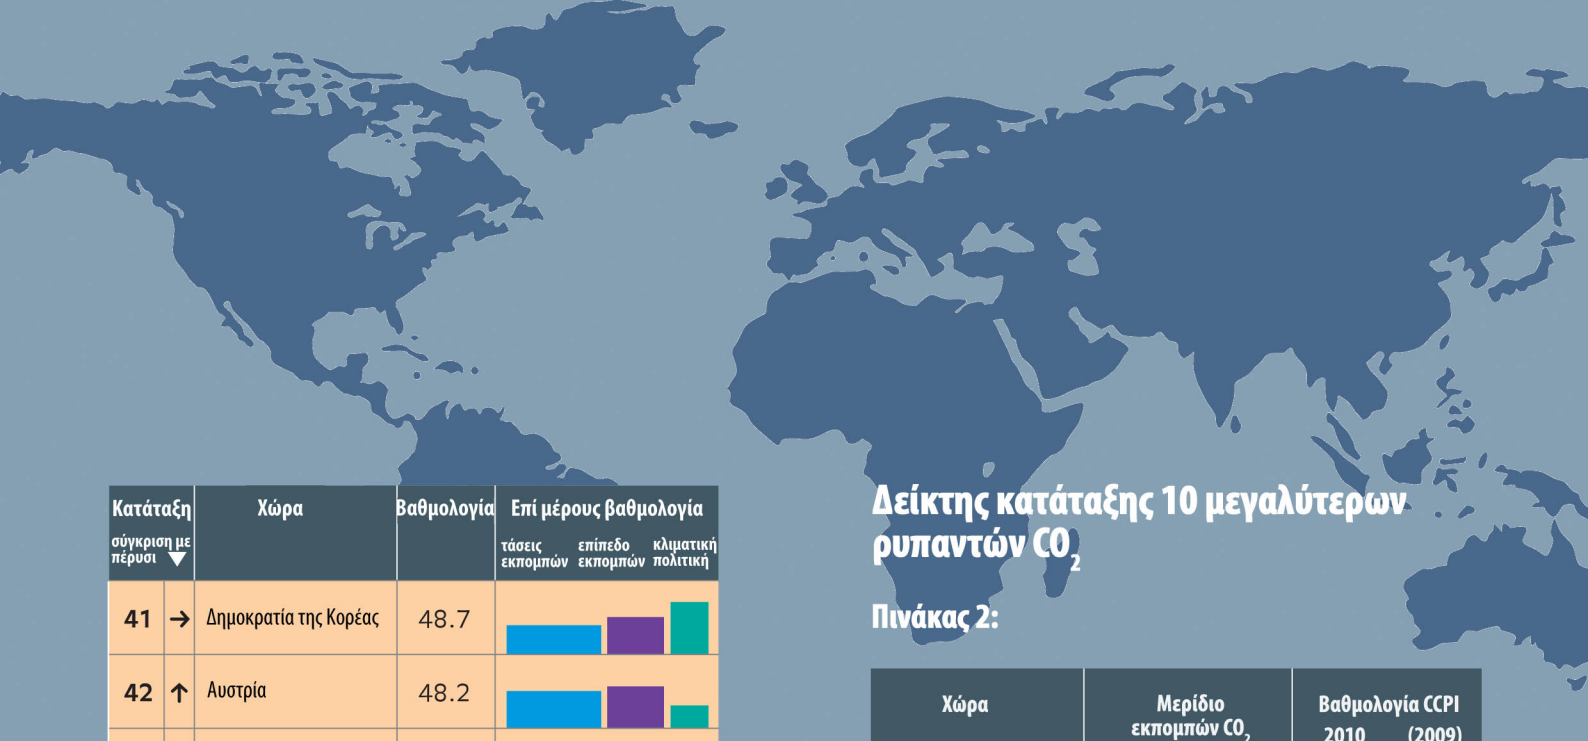 Κατάταξη Χώρα Βαθμολογία Επί μέρους βαθμολογία
σύγκριση με πέρυσι τάσεις εκπομπών επίπεδο εκπομπών κλιματική πολιτική
41 → Δημοκρατία της Κορέας 48.7
42 ↑ Αυστρία 48.2
Δείκτης κατάταξης 10 μεγαλύτερων
ρυπαντών CO₂
Πινάκας 2:
Χώρα Μερίδιο εκπομπών CO₂ Βαθμολογία CCPI
2010 (2009)